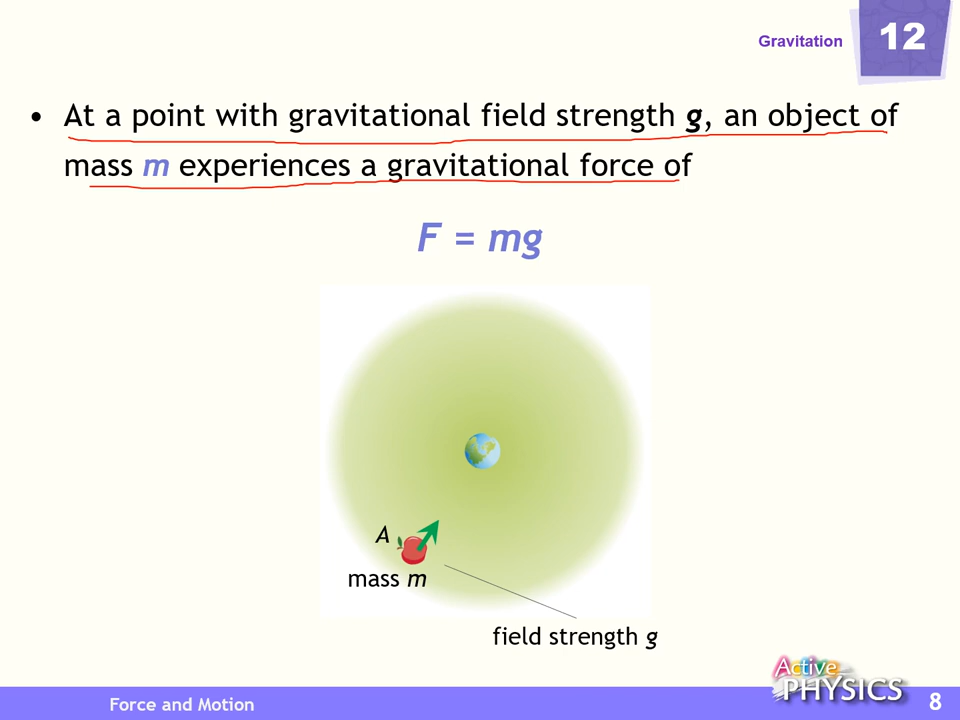 Gravitation
12
• At a point with gravitational field strength g, an object of
mass m experiences a gravitational force of
F = mg
A
mass m
field strength g
Active
PHYSICS
Force and Motion
8